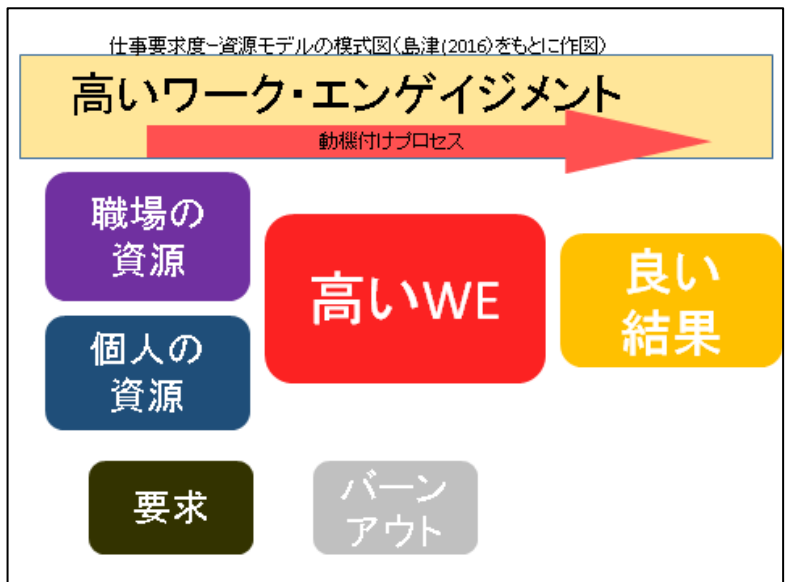 仕事要求度ー資源モデルの模式図(島津(2016)をもとに作図)
高いワーク・エンゲイジメント
動機付けプロセス
職場の
資源
高いWE
良い
結果
個人の
資源
要求
バーン
アウト